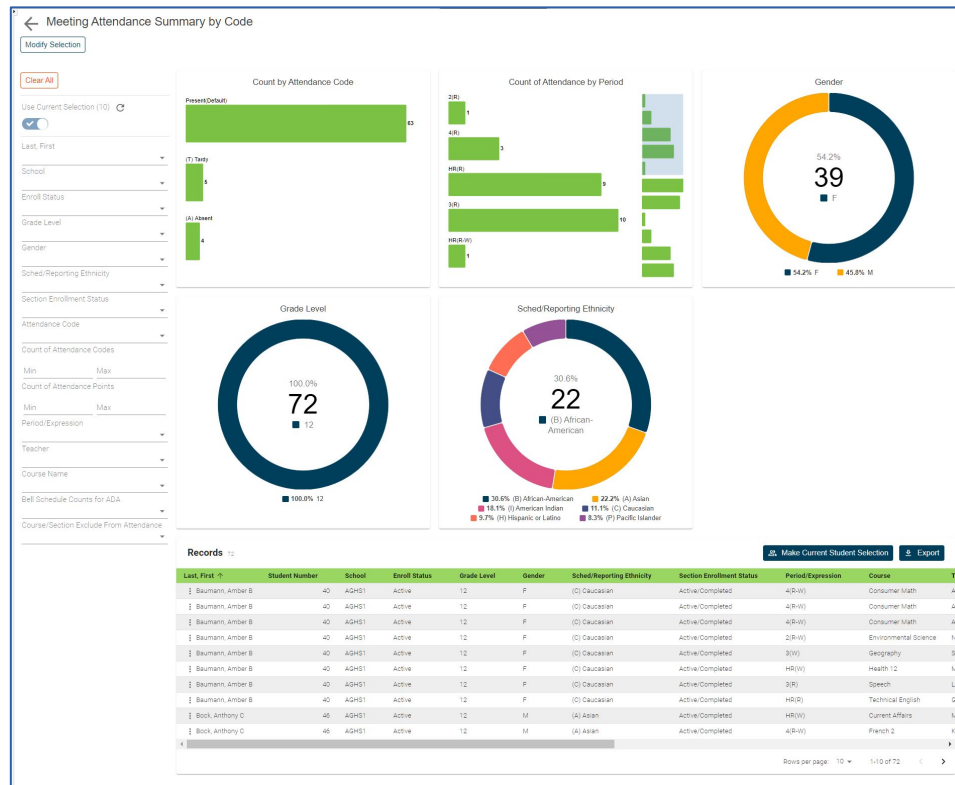 Meeting Attendance Summary by Code
Modify Selection
Clear All
Use Current Selection (10)
Last, First
School
Enroll Status
Grade Level
Gender
Sched/Reporting Ethnicity
Section Enrollment Status
Attendance Code
Count of Attendance Codes
Min Max
Count of Attendance Points
Min Max
Period/Expression
Teacher
Course Name
Bell Schedule Counts for ADA
Course/Section Exclude From Attendance
Count by Attendance Code
Present(Default)
63
(T) Tardy
5
(A) Absent
4
Count of Attendance by Period
2(R)
1
4(R)
3
HR(R)
9
3(R)
10
HR(R-W)
1
Gender
54.2%
39
F
54.2% F 45.8% M
Grade Level
100.0%
72
12
100.0% 12
Sched/Reporting Ethnicity
30.6%
22
(B) African-
American
30.6% (B) African-American 22.2% (A) Asian
18.1% (I) American Indian 11.1% (C) Caucasian
9.7% (H) Hispanic or Latino 8.3% (P) Pacific Islander
Records 72 Make Current Student Selection Export
Last, First Student Number School Enroll Status Grade Level Gender Sched/Reporting Ethnicity Section Enrollment Status Period/Expression Course T
Baumann, Amber B 40 AGHS1 Active 12 F (C) Caucasian Active/Completed 4(R-W) Consumer Math A
Baumann, Amber B 40 AGHS1 Active 12 F (C) Caucasian Active/Completed 4(R-W) Consumer Math A
Baumann, Amber B 40 AGHS1 Active 12 F (C) Caucasian Active/Completed 4(R-W) Consumer Math A
Baumann, Amber B 40 AGHS1 Active 12 F (C) Caucasian Active/Completed 2(R-W) Environmental Science N
Baumann, Amber B 40 AGHS1 Active 12 F (C) Caucasian Active/Completed 3(W) Geography S
Baumann, Amber B 40 AGHS1 Active 12 F (C) Caucasian Active/Completed HR(W) Health 12 M
Baumann, Amber B 40 AGHS1 Active 12 F (C) Caucasian Active/Completed 3(R) Speech L
Baumann, Amber B 40 AGHS1 Active 12 F (C) Caucasian Active/Completed HR(R) Technical English G
Bock, Anthony C 46 AGHS1 Active 12 M (A) Asian Active/Completed HR(W) Current Affairs M
Bock, Anthony C 46 AGHS1 Active 12 M (A) Asian Active/Completed 4(R-W) French 2 K
Rows per page: 10 1-10 of 72